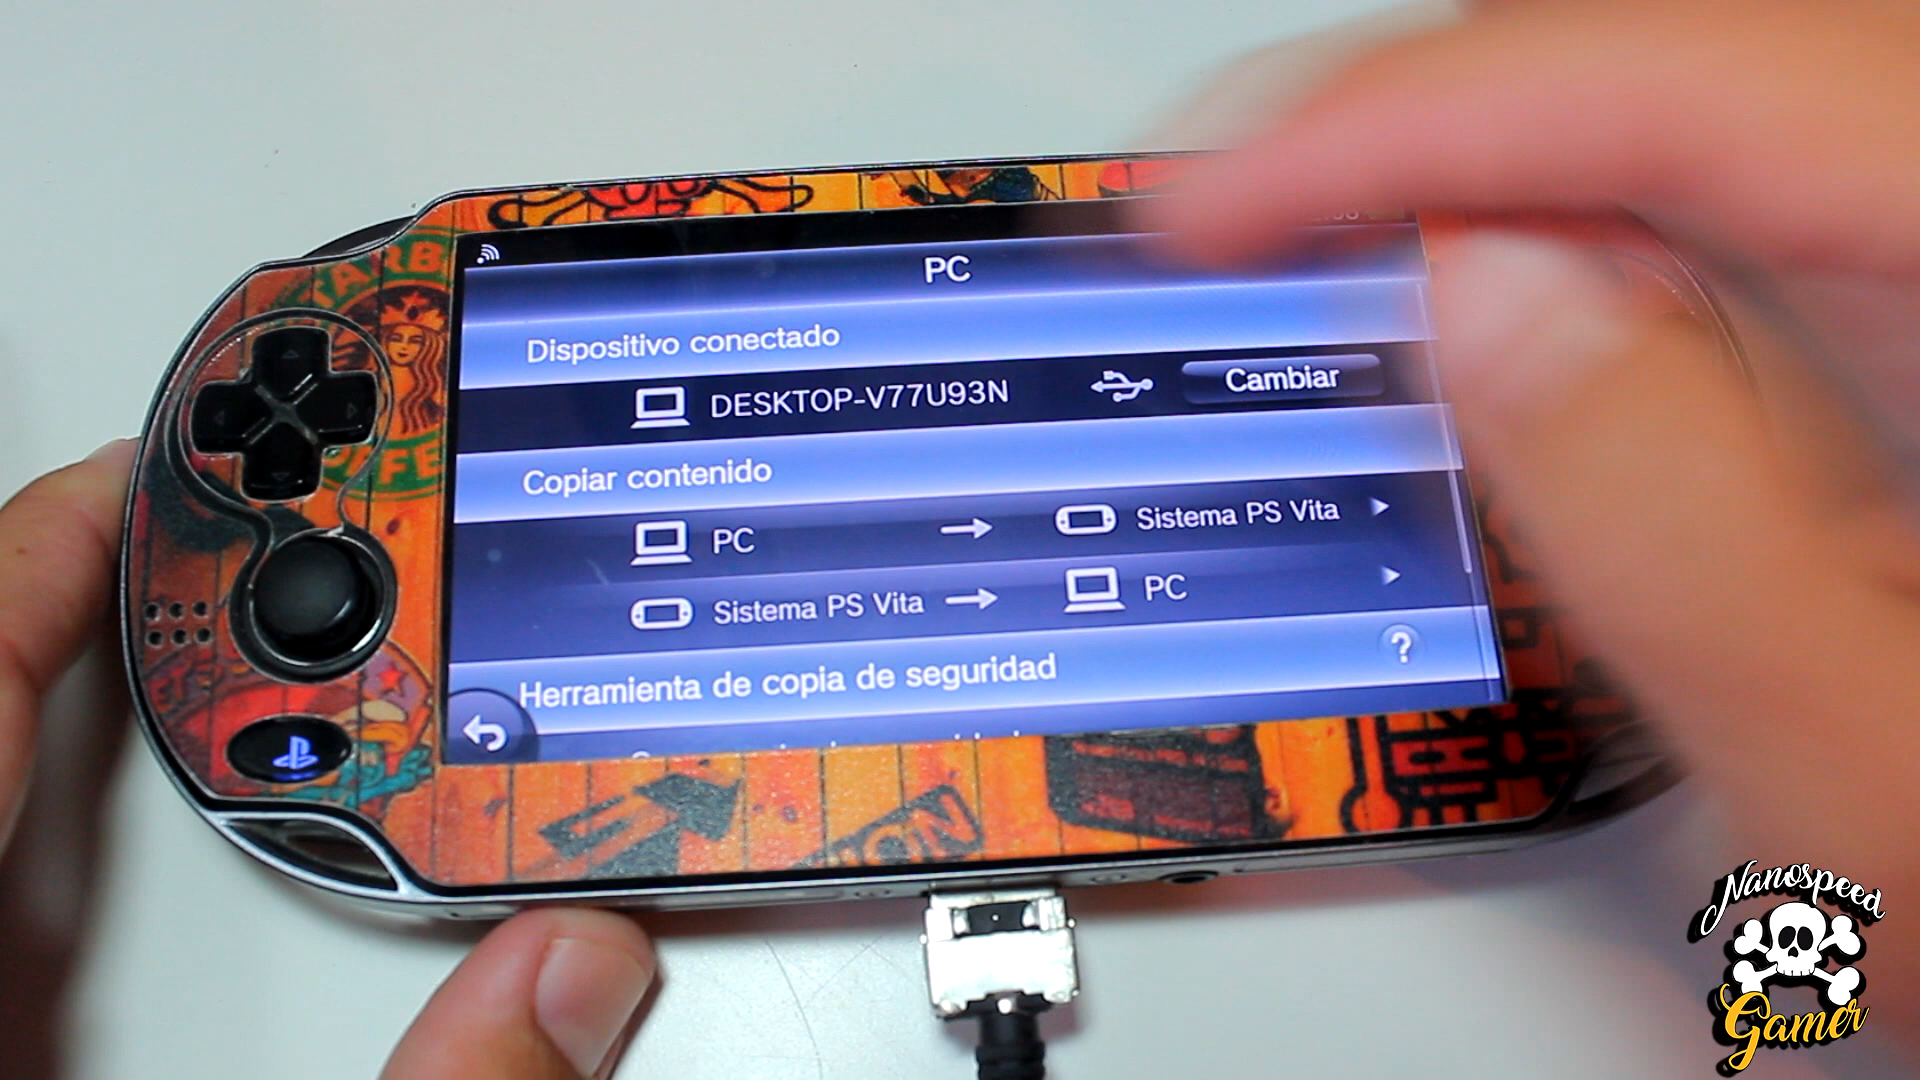 PC
Dispositivo conectado
DESKTOP-V77U93N
Cambiar
Copiar contenido
PC
Sistema PS Vita
Sistema PS Vita
PC
Herramienta de copia de seguridad
?
Nanospeed
Gamer